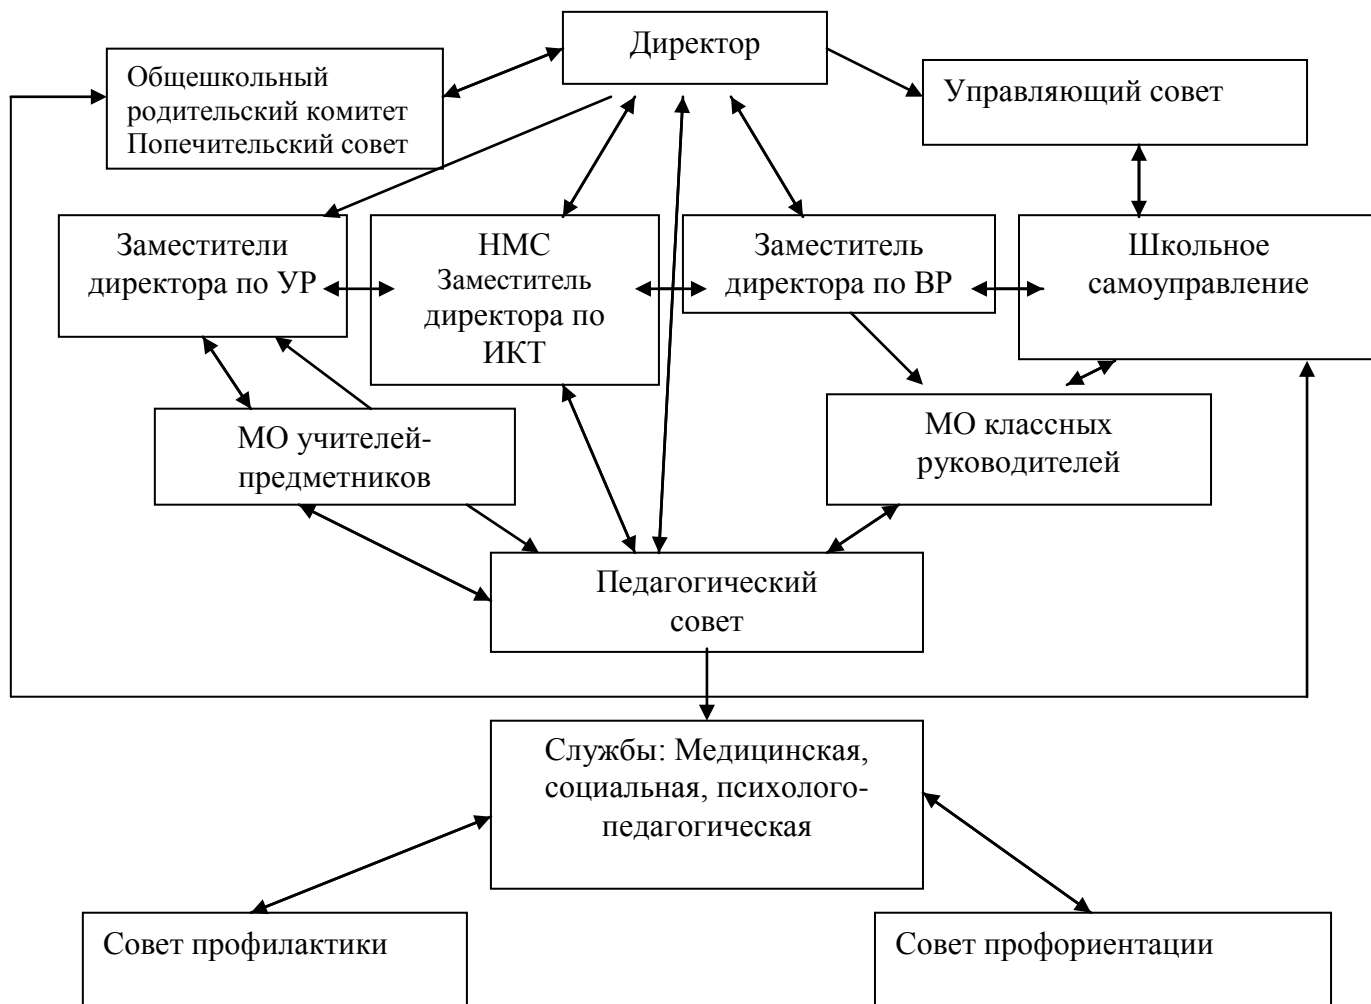 Директор
Общешкольный
родительский комитет
Попечительский совет
Управляющий совет
Заместители
директора по УР
НМС
Заместитель
директора по
ИКТ
Заместитель
директора по ВР
Школьное
самоуправление
МО учителей-
предметников
МО классных
руководителей
Педагогический
совет
Службы: Медицинская,
социальная, психолого-
педагогическая
Совет профилактики
Совет профориентации